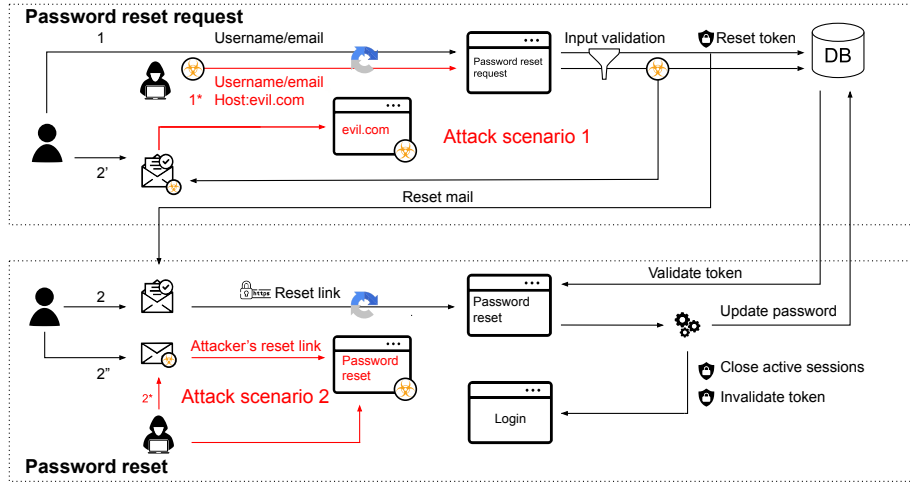 Password reset request
1
Username/email
Input validation
Reset token
DB
Password reset
request
Username/email
1*
Host:evil.com
evil.com
Attack scenario 1
2'
Reset mail
Validate token
2
https
Reset link
Password
reset
Update password
Attacker's reset link
Password
reset
2"
Close active sessions
2*
Attack scenario 2
Invalidate token
Login
Password reset